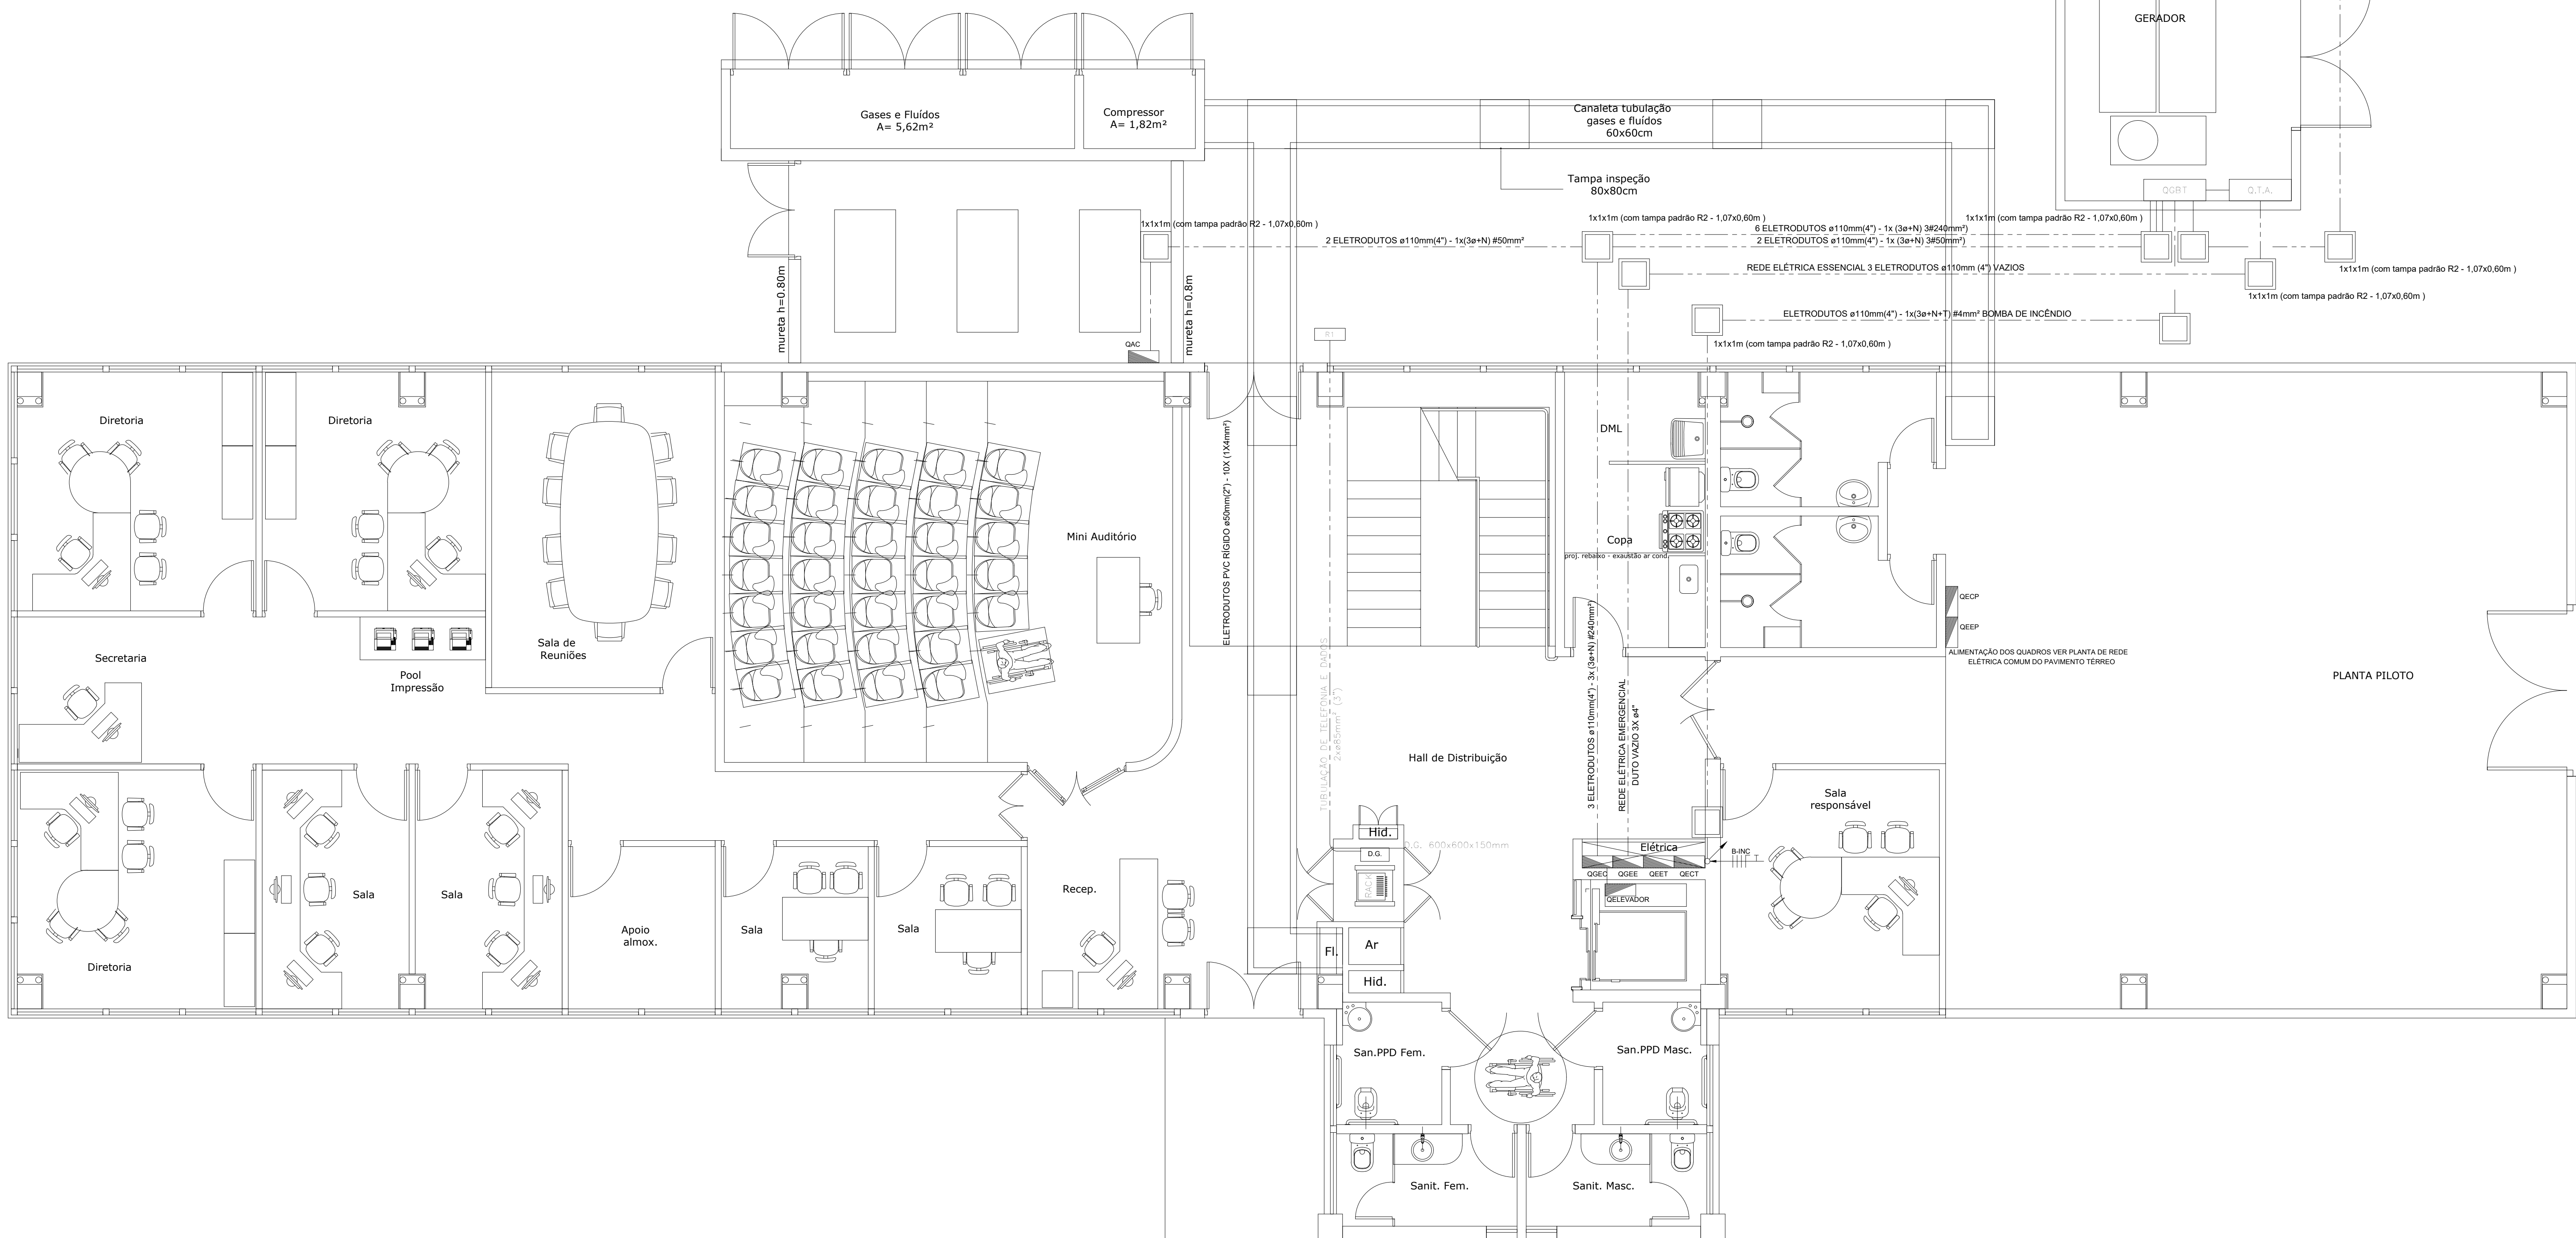 GERADOR
Gases e Fluídos
A= 5,62m²
Compressor
A= 1,82m²
Canaleta tubulação
gases e fluídos
60x60cm
Tampa inspeção
80x80cm
QGBT
Q.T.A.
1x1x1m (com tampa padrão R2 - 1,07x0,60m )
1x1x1m (com tampa padrão R2 - 1,07x0,60m )
1x1x1m (com tampa padrão R2 - 1,07x0,60m )
6 ELETRODUTOS ø110mm(4") - 1x (3ø+N) 3#240mm²)
2 ELETRODUTOS ø110mm(4") - 1x(3ø+N) #50mm²
2 ELETRODUTOS ø110mm(4") - 1x (3ø+N) 3#50mm²)
REDE ELÉTRICA ESSENCIAL 3 ELETRODUTOS ø110mm (4") VAZIOS
1x1x1m (com tampa padrão R2 - 1,07x0,60m )
1x1x1m (com tampa padrão R2 - 1,07x0,60m )
ELETRODUTOS ø110mm(4") - 1x(3ø+N+T) #4mm² BOMBA DE INCÊNDIO
1x1x1m (com tampa padrão R2 - 1,07x0,60m )
mureta h=0.80m
mureta h=0.8m
QAC
R1
Diretoria
Diretoria
Sala de
Reuniões
Mini Auditório
ELETRODUTOS PVC RÍGIDO ø50mm(2") - 10X (1X4mm²)
TUBULAÇÃO DE TELEFONIA E DADOS
2xø85mm² (3")
DML
Copa
proj. rebaixo - exaustão ar cond.
QECP
QEEP
ALIMENTAÇÃO DOS QUADROS VER PLANTA DE REDE
ELÉTRICA COMUM DO PAVIMENTO TÉRREO
PLANTA PILOTO
Secretaria
Pool
Impressão
3 ELETRODUTOS ø110mm(4") - 3x (3ø+N) #240mm²)
REDE ELÉTRICA EMERGENCIAL
DUTO VAZIO 3X ø4"
Hall de Distribuição
Sala
responsável
Hid.
D.G.
D.G. 600x600x150mm
RACK
Elétrica
B-INC
QGEC
QGEE
QEET
QECT
QELEVADOR
Sala
Sala
Recep.
Apoio
almox.
Sala
Sala
Diretoria
Fl.
Ar
Hid.
San.PPD Fem.
San.PPD Masc.
Sanit. Fem.
Sanit. Masc.